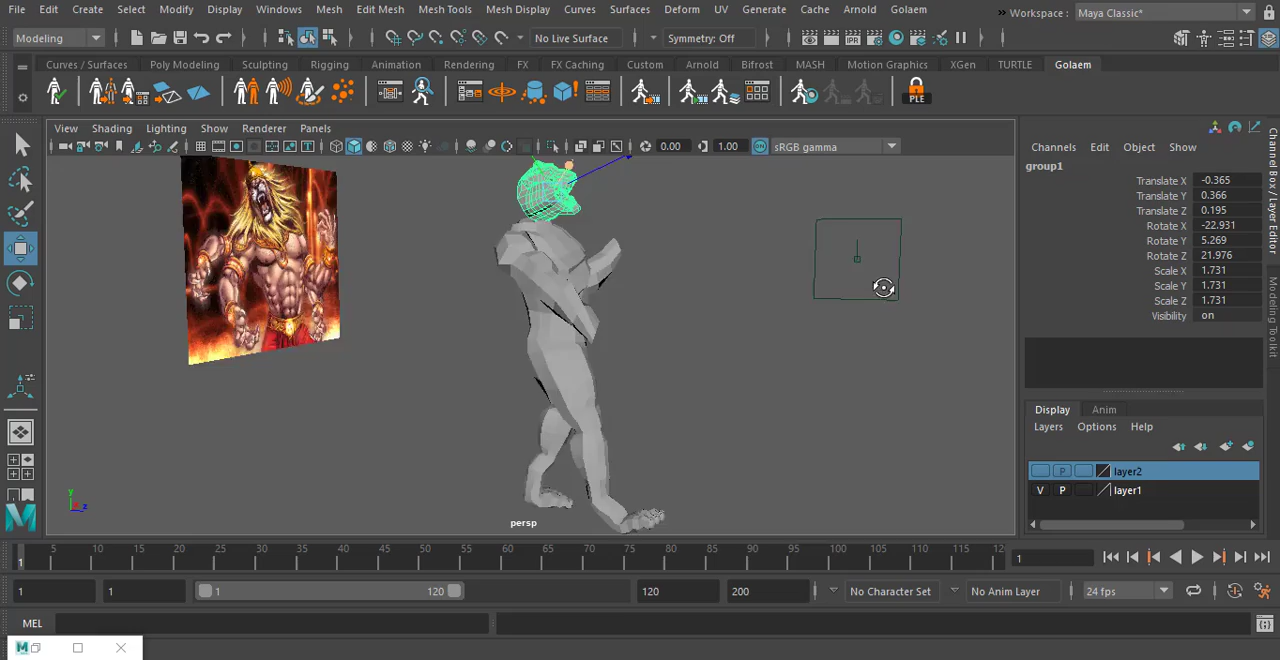 File Edit Create Select Modify Display Windows Mesh Edit Mesh Mesh Tools Mesh Display Curves Surfaces Deform UV Generate Cache Arnold Golaem » Workspace : Maya Classic*
Modeling No Live Surface Symmetry: Off
Curves / Surfaces Poly Modeling Sculpting Rigging Animation Rendering FX FX Caching Custom Arnold Bifrost MASH Motion Graphics XGen TURTLE Golaem
IPR
PLE
View Shading Lighting Show Renderer Panels
0.00 1.00 ON sRGB gamma
Channels Edit Object Show
group1
Translate X -0.365
Translate Y 0.366
Translate Z 0.195
Rotate X -22.931
Rotate Y 5.269
Rotate Z 21.976
Scale X 1.731
Scale Y 1.731
Scale Z 1.731
Visibility on
Channel Box / Layer Editor
Modeling Toolkit
Display Anim
Layers Options Help
P layer2
V P layer1
y
z
persp
5 10 15 20 25 30 35 40 45 50 55 60 65 70 75 80 85 90 95 100 105 110 115 12
1 1
1 1 1 120 120 200 No Character Set No Anim Layer 24 fps
MEL
M